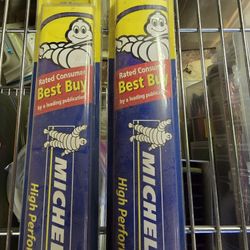 Rated Consumer
Best Buy
by a leading publication
MICHEL
High Perfor
Rated Consumer
Best Buy
by a leading publication
MICHEL
High Perfor